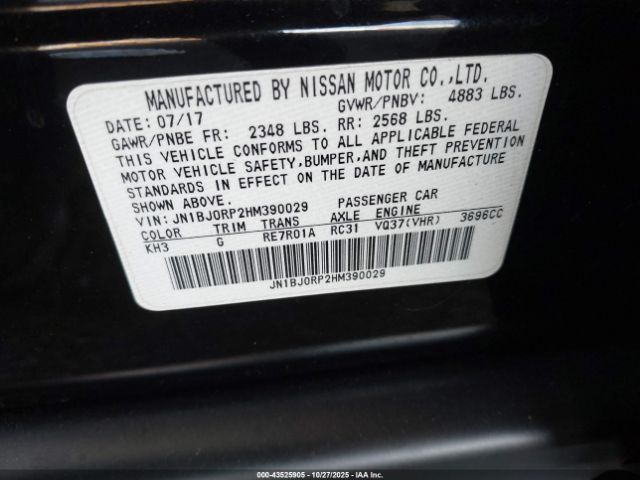 MANUFACTURED BY NISSAN MOTOR CO.,LTD.
DATE: 07/17 GVWR/PNBV: 4883 LBS.
GAWR/PNBE FR: 2348 LBS. RR: 2568 LBS.
THIS VEHICLE CONFORMS TO ALL APPLICABLE FEDERAL
MOTOR VEHICLE SAFETY,BUMPER,AND THEFT PREVENTION
STANDARDS IN EFFECT ON THE DATE OF MANUFACTURE
SHOWN ABOVE.
VIN: JN1BJ0RP2HM390029 PASSENGER CAR
COLOR TRIM TRANS AXLE ENGINE
KH3 G RE7R01A RC31 VQ37(VHR) 3696CC
JN1BJ0RP2HM390029
000-43525905 - 10/27/2025 - IAA, Inc.